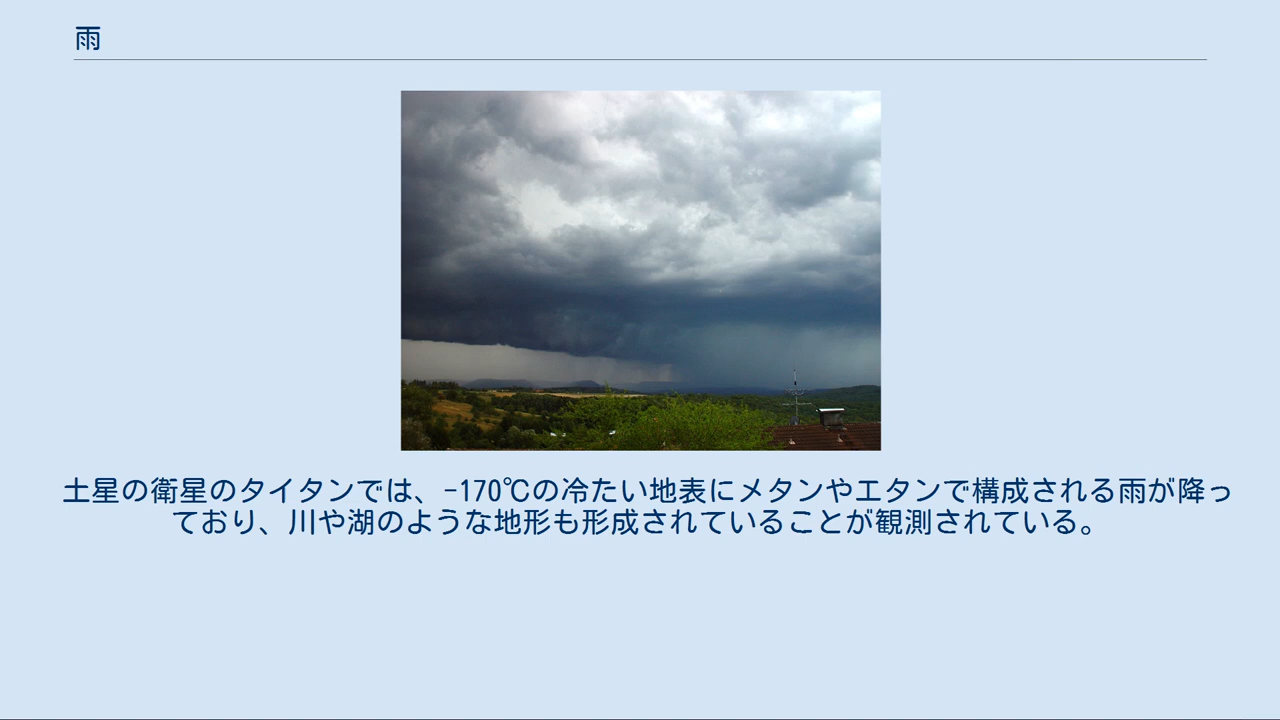 雨
土星の衛星のタイタンでは、-170℃の冷たい地表にメタンやエタンで構成される雨が降っ
ており、川や湖のような地形も形成されていることが観測されている。